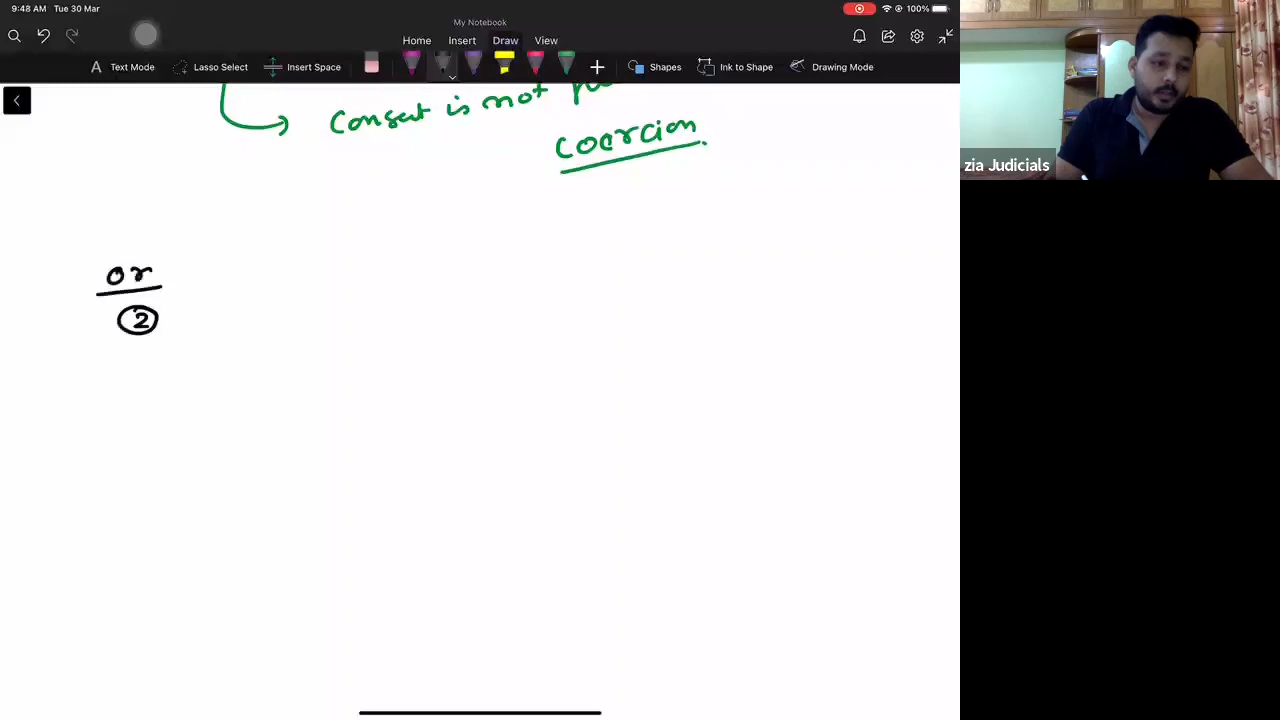 9:48 AM Tue 30 Mar
100%
My Notebook
Home Insert Draw View
A Text Mode Lasso Select Insert Space Shapes Ink to Shape Drawing Mode
Consent is not
coercion.
or
2
zia Judicials